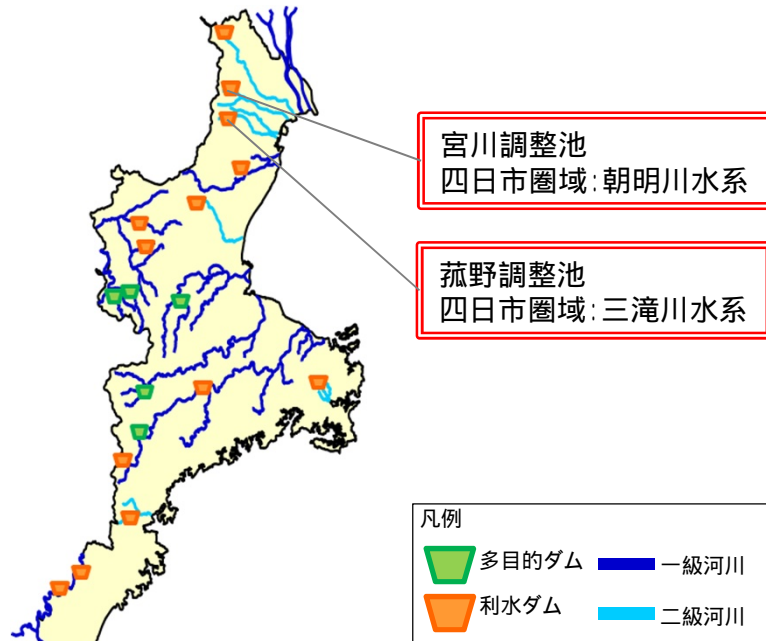 宮川調整池
四日市圏域:朝明川水系
菰野調整池
四日市圏域:三滝川水系
凡例
多目的ダム
一級河川
利水ダム
二級河川